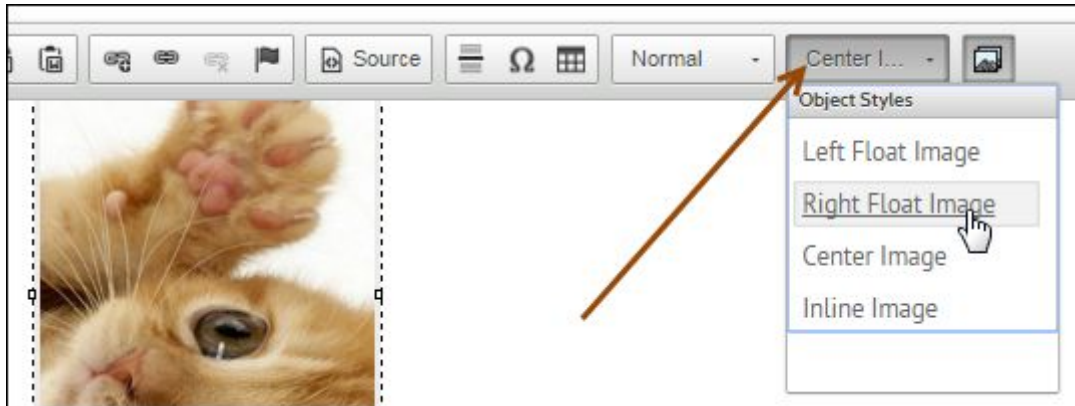 Source
Ω
Normal
Center I...
Object Styles
Left Float Image
Right Float Image
Center Image
Inline Image